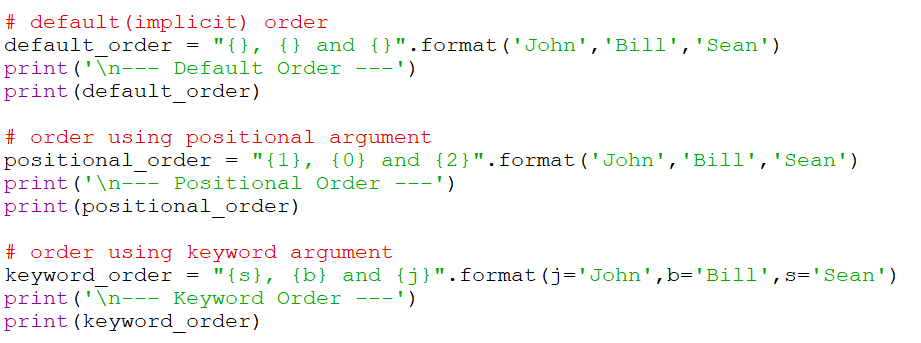 # default(implicit) order
default_order = "{}, {} and {}".format('John','Bill','Sean')
print('\n--- Default Order ---')
print(default_order)

# order using positional argument
positional_order = "{1}, {0} and {2}".format('John','Bill','Sean')
print('\n--- Positional Order ---')
print(positional_order)

# order using keyword argument
keyword_order = "{s}, {b} and {j}".format(j='John',b='Bill',s='Sean')
print('\n--- Keyword Order ---')
print(keyword_order)